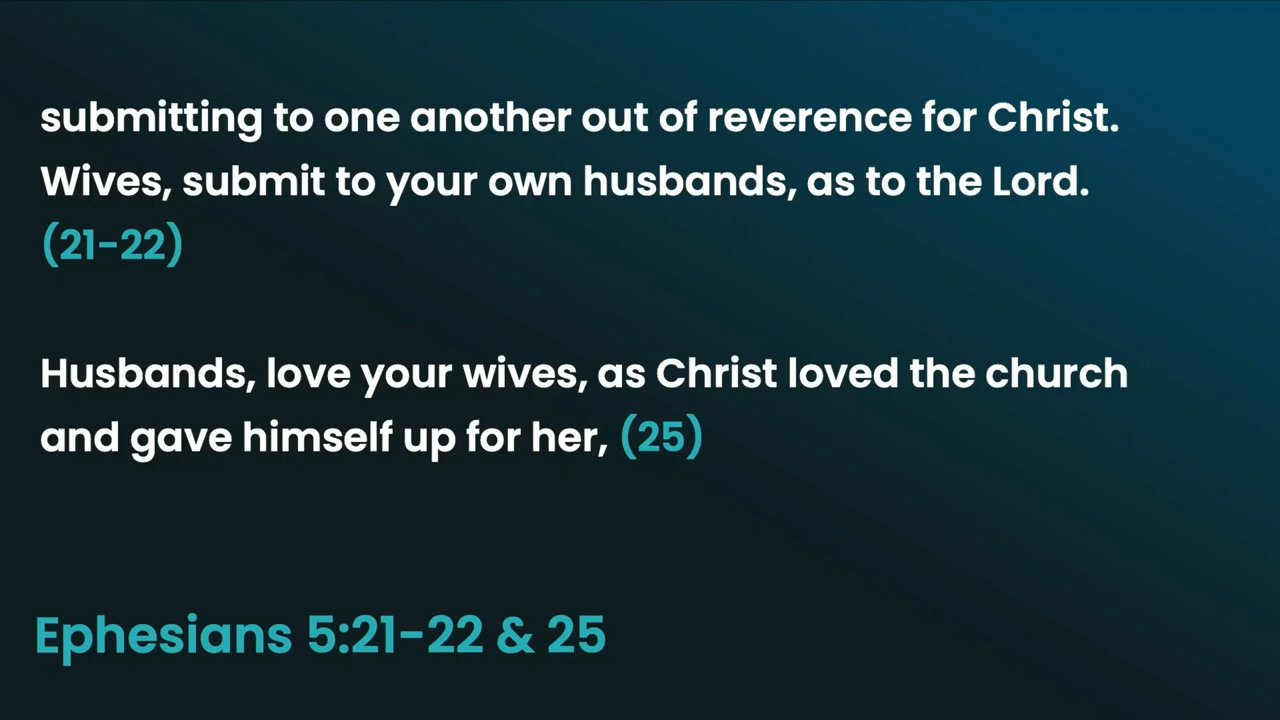 submitting to one another out of reverence for Christ.
Wives, submit to your own husbands, as to the Lord.
(21-22)
Husbands, love your wives, as Christ loved the church
and gave himself up for her, (25)
Ephesians 5:21-22 & 25